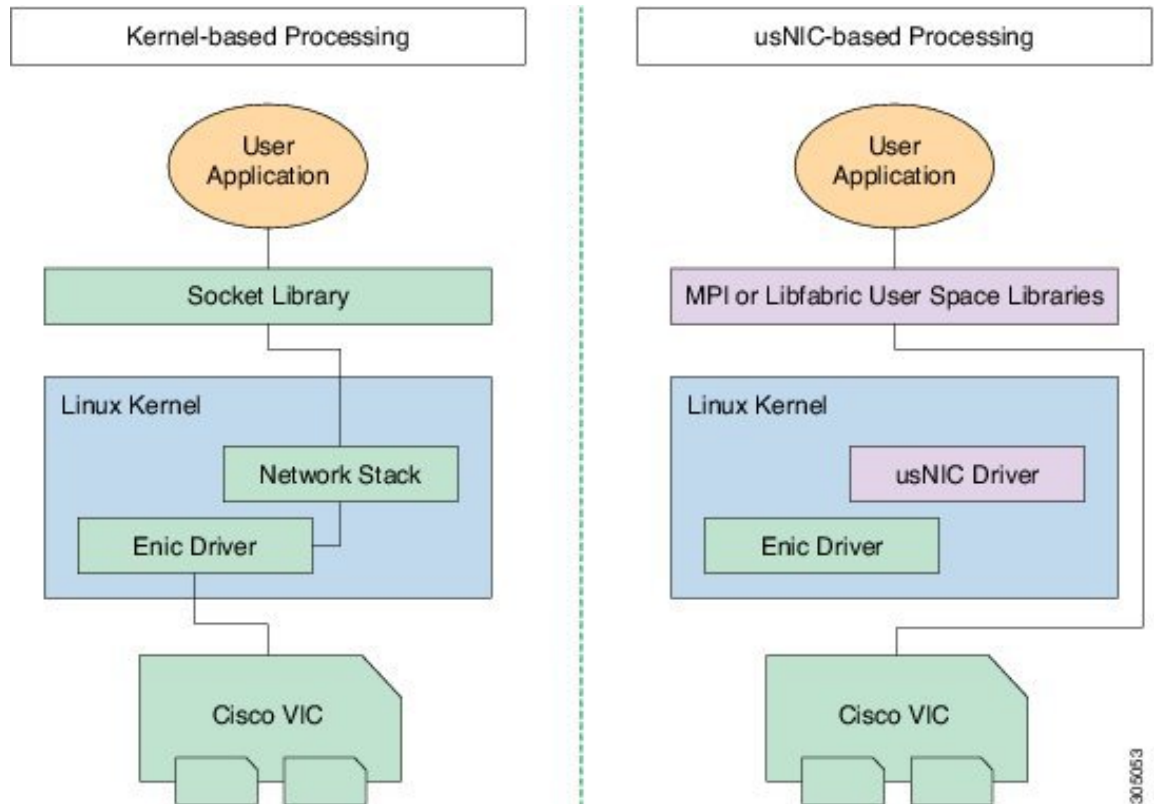 Kernel-based Processing
User
Application
Socket Library
Linux Kernel
Network Stack
Enic Driver
Cisco VIC
usNIC-based Processing
User
Application
MPI or Libfabric User Space Libraries
Linux Kernel
usNIC Driver
Enic Driver
Cisco VIC
305053